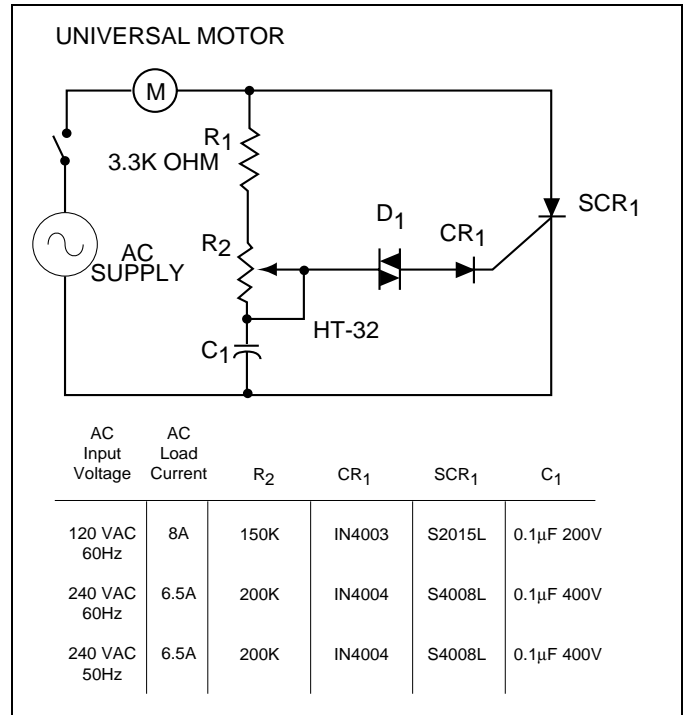 UNIVERSAL MOTOR
M
R1
3.3K OHM
SCR1
D1
CR1
R2
AC
SUPPLY
HT-32
C1
AC Input Voltage
AC Load Current
R2
CR1
SCR1
C1
120 VAC 60Hz 8A 150K IN4003 S2015L 0.1μF 200V
240 VAC 60Hz 6.5A 200K IN4004 S4008L 0.1μF 400V
240 VAC 50Hz 6.5A 200K IN4004 S4008L 0.1μF 400V